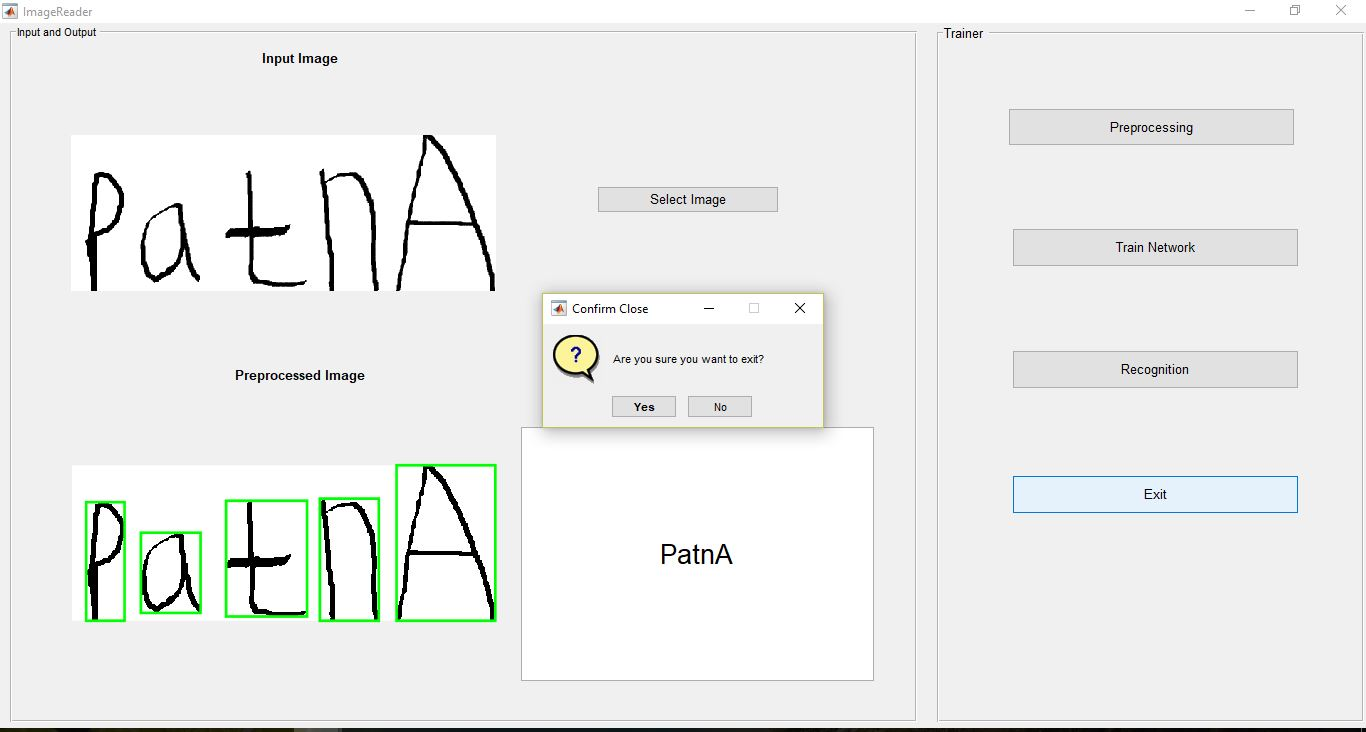 ImageReader
Input and Output
Input Image
PatnA
Select Image
Preprocessed Image
PatnA
PatnA
Confirm Close
?
Are you sure you want to exit?
Yes
No
Trainer
Preprocessing
Train Network
Recognition
Exit